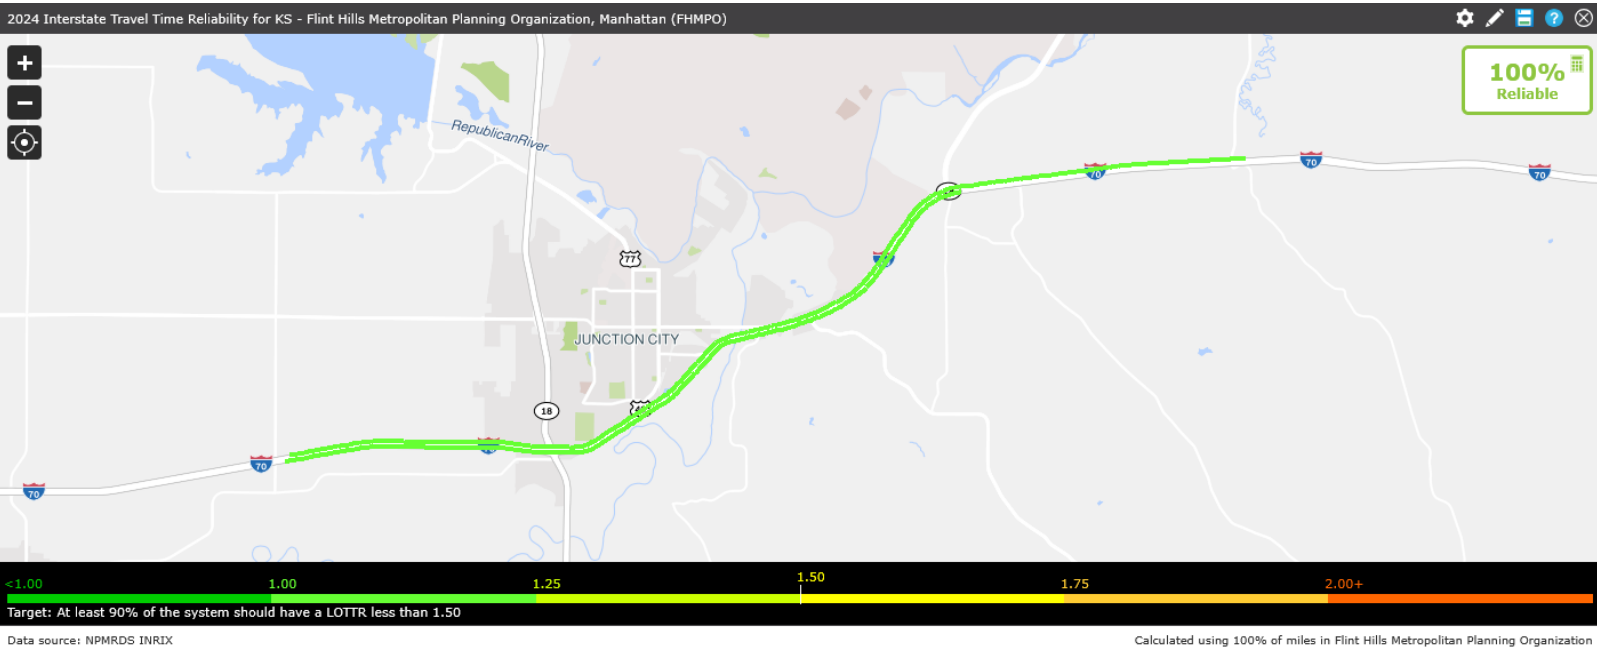 2024 Interstate Travel Time Reliability for KS - Flint Hills Metropolitan Planning Organization, Manhattan (FHMPO)
100%
Reliable
RepublicanRiver
70
70
70
77
JUNCTION CITY
18
70
70
<1.00 1.00 1.25 1.50 1.75 2.00+
Target: At least 90% of the system should have a LOTTR less than 1.50
Data source: NPMRDS INRIX
Calculated using 100% of miles in Flint Hills Metropolitan Planning Organization